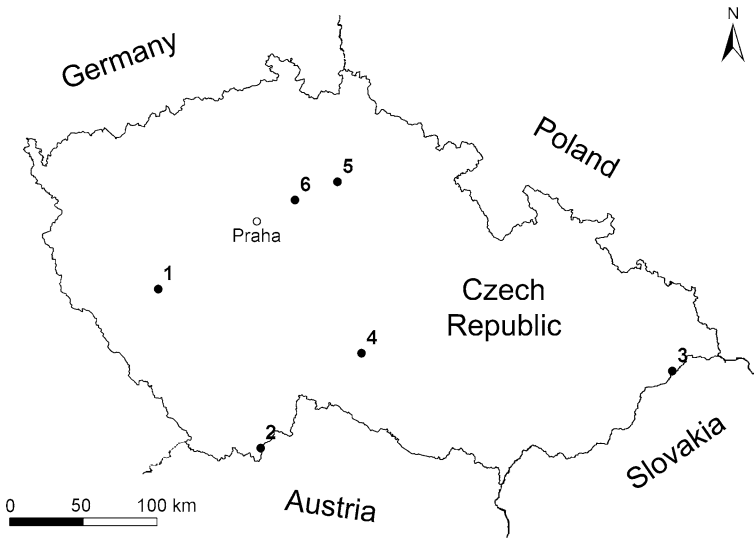 N
Germany
Poland
5
6
Praha
1
Czech
Republic
4
3
2
Slovakia
Austria
0 50 100 km